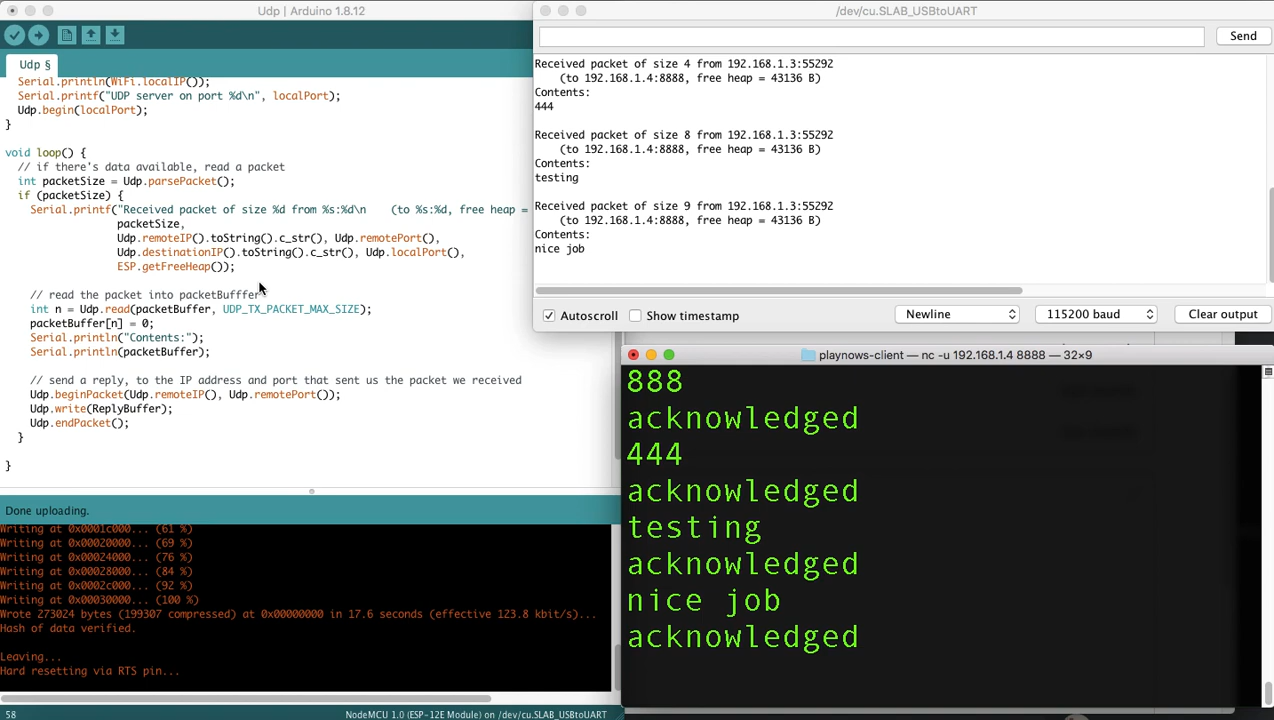 Udp | Arduino 1.8.12
Udp §
Serial.println(WiFi.localIP());
Serial.printf("UDP server on port %d\n", localPort);
Udp.begin(localPort);
}
void loop() {
// if there's data available, read a packet
int packetSize = Udp.parsePacket();
if (packetSize) {
Serial.printf("Received packet of size %d from %s:%d\n    (to %s:%d, free heap =
packetSize,
Udp.remoteIP().toString().c_str(), Udp.remotePort(),
Udp.destinationIP().toString().c_str(), Udp.localPort(),
ESP.getFreeHeap());
// read the packet into packetBufffer
int n = Udp.read(packetBuffer, UDP_TX_PACKET_MAX_SIZE);
packetBuffer[n] = 0;
Serial.println("Contents:");
Serial.println(packetBuffer);
// send a reply, to the IP address and port that sent us the packet we received
Udp.beginPacket(Udp.remoteIP(), Udp.remotePort());
Udp.write(ReplyBuffer);
Udp.endPacket();
}
}
Done uploading.
Writing at 0x0001c000... (61 %)
Writing at 0x00020000... (69 %)
Writing at 0x00024000... (76 %)
Writing at 0x00028000... (84 %)
Writing at 0x0002c000... (92 %)
Writing at 0x00030000... (100 %)
Wrote 273024 bytes (199307 compressed) at 0x00000000 in 17.6 seconds (effective 123.8 kbit/s)...
Hash of data verified.
Leaving...
Hard resetting via RTS pin...
58
NodeMCU 1.0 (ESP-12E Module) on /dev/cu.SLAB_USBtoUART
/dev/cu.SLAB_USBtoUART
Send
Received packet of size 4 from 192.168.1.3:55292
(to 192.168.1.4:8888, free heap = 43136 B)
Contents:
444
Received packet of size 8 from 192.168.1.3:55292
(to 192.168.1.4:8888, free heap = 43136 B)
Contents:
testing
Received packet of size 9 from 192.168.1.3:55292
(to 192.168.1.4:8888, free heap = 43136 B)
Contents:
nice job
Autoscroll
Show timestamp
Newline
115200 baud
Clear output
playnows-client — nc -u 192.168.1.4 8888 — 32×9
888
acknowledged
444
acknowledged
testing
acknowledged
nice job
acknowledged